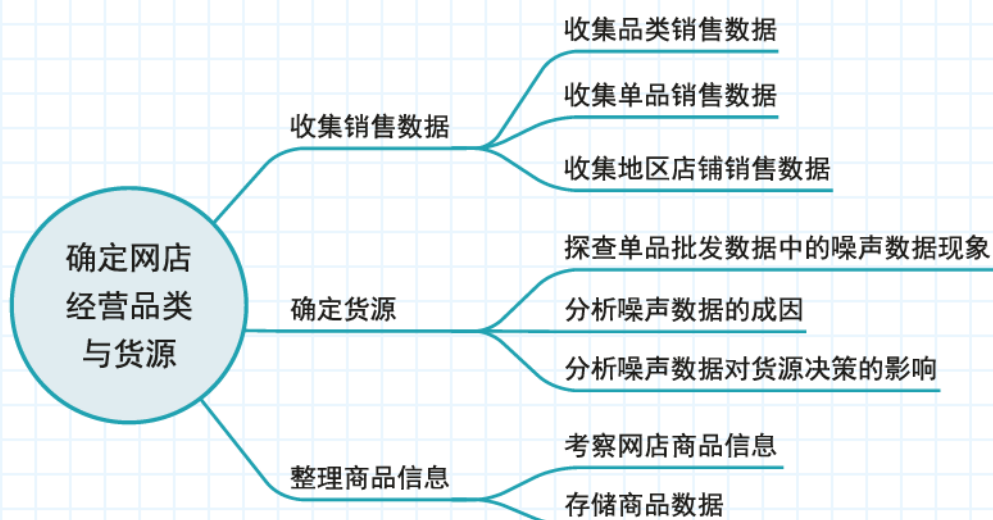 确定网店
经营品类
与货源
收集销售数据
收集品类销售数据
收集单品销售数据
收集地区店铺销售数据
确定货源
探查单品批发数据中的噪声数据现象
分析噪声数据的成因
分析噪声数据对货源决策的影响
整理商品信息
考察网店商品信息
存储商品数据